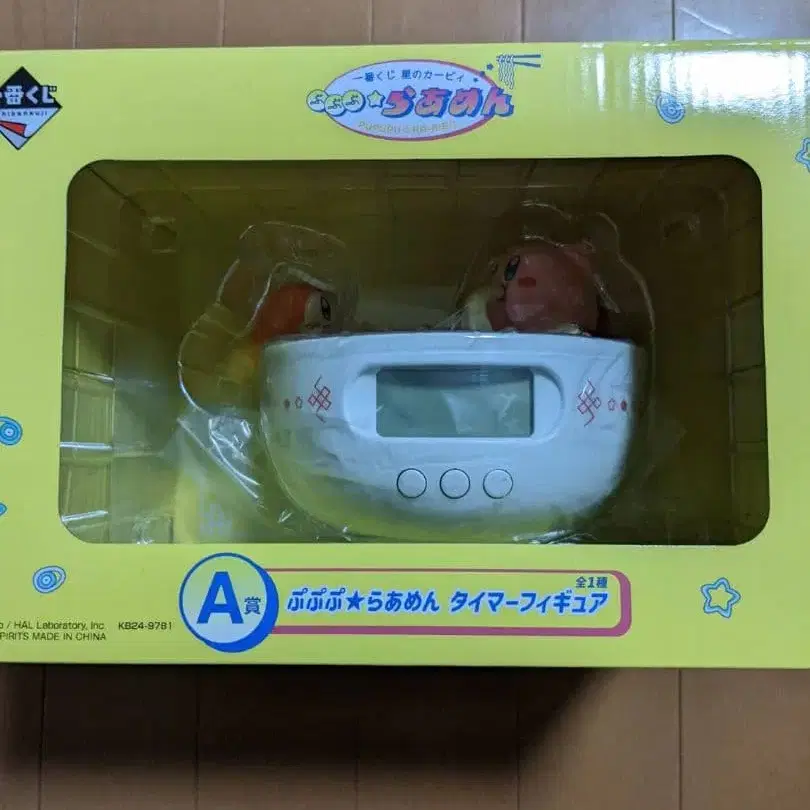 一番くじ
ICHIBANKUJI
一番くじ 星のカービィ
ぷぷぷ★らあめん
PUPUPU☆RA-MEN
A賞
ぷぷぷ★らあめん タイマーフィギュア
全1種
o / HAL Laboratory, Inc. KB24-9781
PIRITS MADE IN CHINA